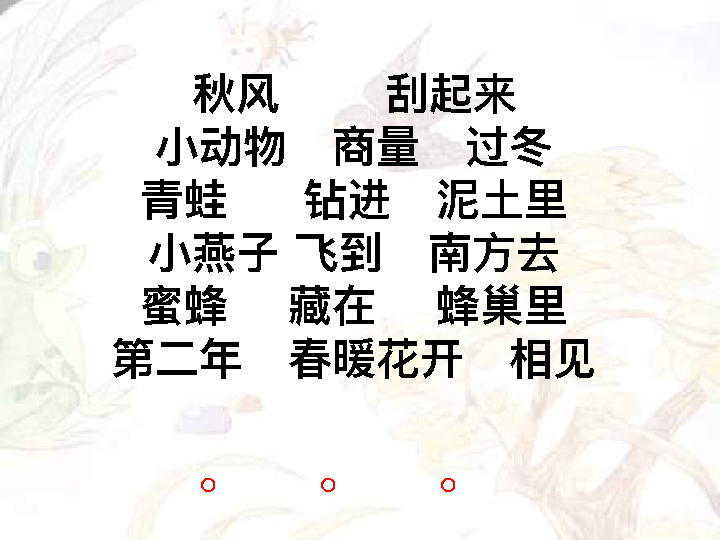 秋风 刮起来
小动物 商量 过冬
青蛙 钻进 泥土里
小燕子 飞到 南方去
蜜蜂 藏在 蜂巢里
第二年 春暖花开 相见
。 。 。